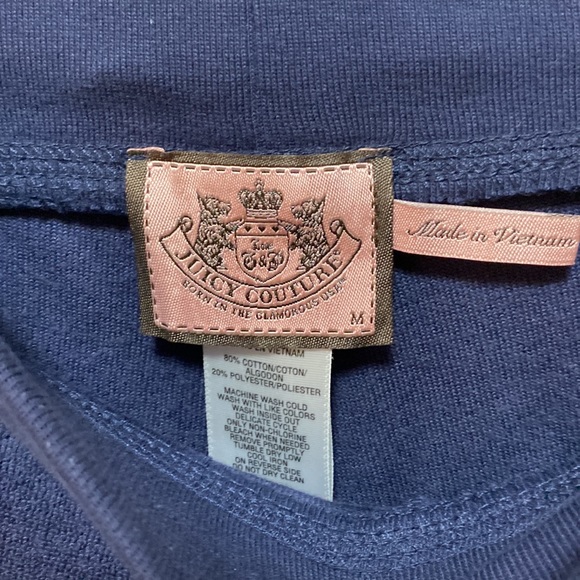 J.C.
G&P
JUICY COUTURE
BORN IN THE GLAMOROUS USA
M
Made in Vietnam
VIETNAM
80% COTTON/COTON/
ALGODON
20% POLYESTER/POLIESTER
MACHINE WASH COLD
WASH WITH LIKE COLORS
WASH INSIDE OUT
DELICATE CYCLE
ONLY NON-CHLORINE
BLEACH WHEN NEEDED
REMOVE PROMPTLY
TUMBLE DRY LOW
COOL IRON
ON REVERSE SIDE
DO NOT DRY CLEAN